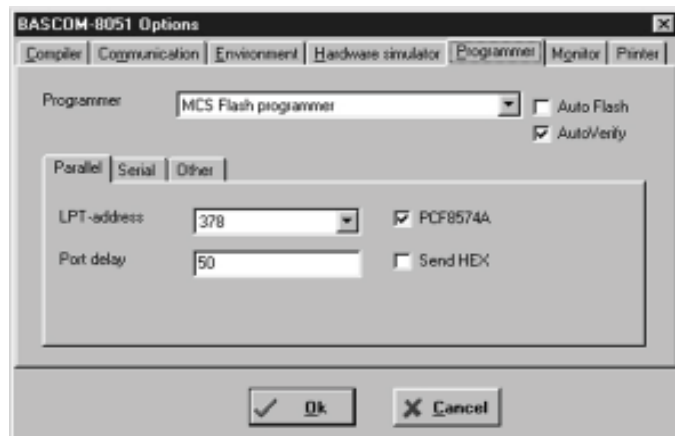 BASCOM-8051 Options
Compiler Communication Environment Hardware simulator Programmer Monitor Printer
Programmer MCS Flash programmer Auto Flash
AutoVerify
Parallel Serial Other
LPT-address 378 PCF8574A
Port delay 50 Send HEX
Ok Cancel